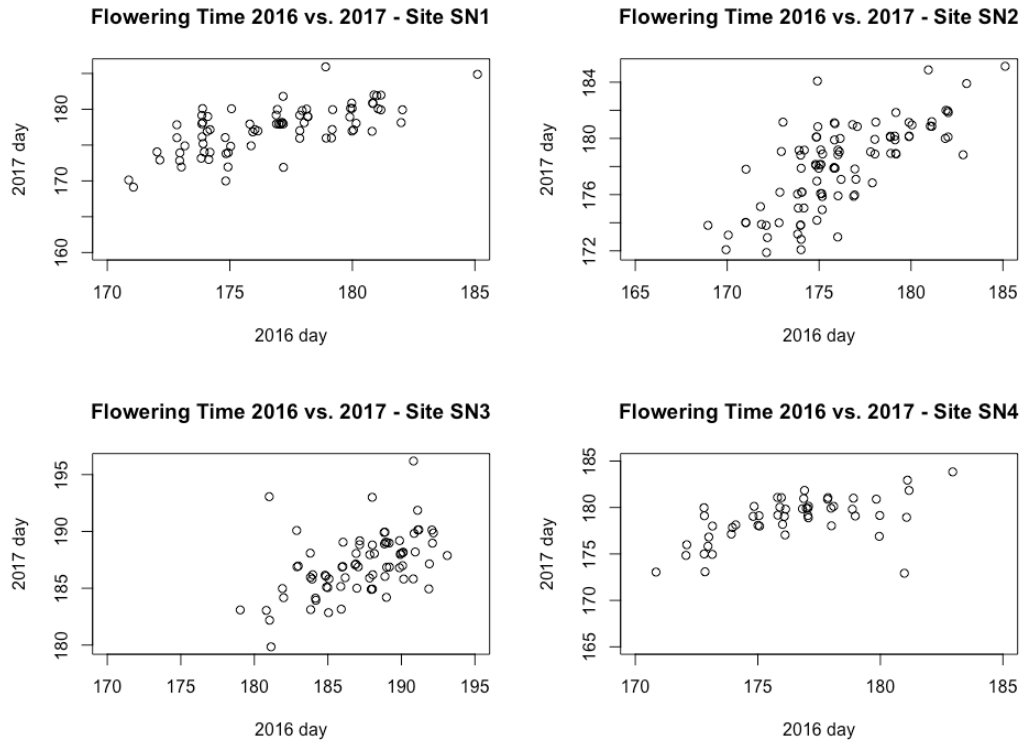 Flowering Time 2016 vs. 2017 - Site SN1
2017 day
180
170
160
170 175 180 185
2016 day
Flowering Time 2016 vs. 2017 - Site SN2
2017 day
184
180
176
172
165 170 175 180 185
2016 day
Flowering Time 2016 vs. 2017 - Site SN3
2017 day
195
190
185
180
170 175 180 185 190 195
2016 day
Flowering Time 2016 vs. 2017 - Site SN4
2017 day
185
180
175
170
165
170 175 180 185
2016 day